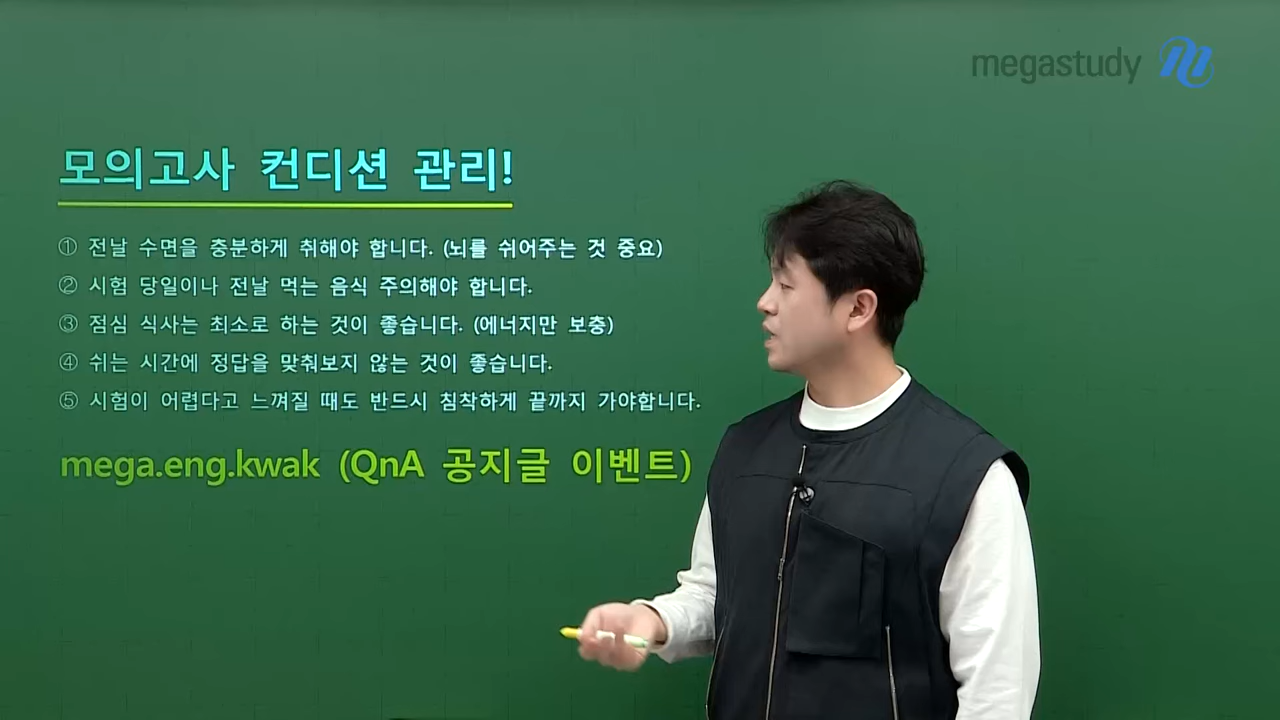 megastudy
모의고사 컨디션 관리!
① 전날 수면을 충분하게 취해야 합니다. (뇌를 쉬어주는 것 중요)
② 시험 당일이나 전날 먹는 음식 주의해야 합니다.
③ 점심 식사는 최소로 하는 것이 좋습니다. (에너지만 보충)
④ 쉬는 시간에 정답을 맞춰보지 않는 것이 좋습니다.
⑤ 시험이 어렵다고 느껴질 때도 반드시 침착하게 끝까지 가야합니다.
mega.eng.kwak (QnA 공지글 이벤트)